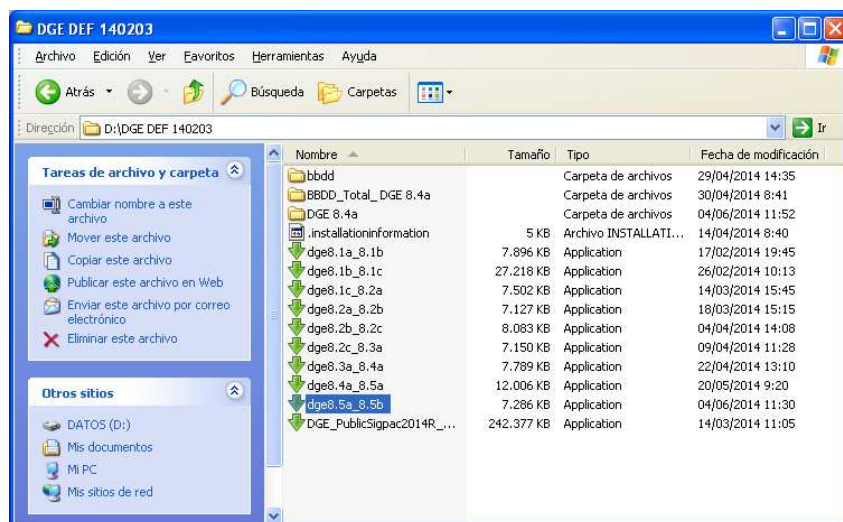 DGE DEF 140203
Archivo Edición Ver Favoritos Herramientas Ayuda
Atrás Búsqueda Carpetas
Dirección D:\DGE DEF 140203 Ir
Tareas de archivo y carpeta
Cambiar nombre a este
archivo
Mover este archivo
Copiar este archivo
Publicar este archivo en Web
Enviar este archivo por correo
electrónico
Eliminar este archivo
Otros sitios
DATOS (D:)
Mis documentos
Mi PC
Mis sitios de red
Nombre Tamaño Tipo Fecha de modificación
bbdd Carpeta de archivos 29/04/2014 14:35
BBDD_Total_ DGE 8.4a Carpeta de archivos 30/04/2014 8:41
DGE 8.4a Carpeta de archivos 04/06/2014 11:52
.installationinformation 5 KB Archivo INSTALLATI... 14/04/2014 8:40
dge8.1a_8.1b 7.896 KB Application 17/02/2014 19:45
dge8.1b_8.1c 27.218 KB Application 26/02/2014 10:13
dge8.1c_8.2a 7.502 KB Application 14/03/2014 15:45
dge8.2a_8.2b 7.127 KB Application 18/03/2014 15:15
dge8.2b_8.2c 8.083 KB Application 04/04/2014 14:08
dge8.2c_8.3a 7.150 KB Application 09/04/2014 11:28
dge8.3a_8.4a 7.789 KB Application 22/04/2014 13:10
dge8.4a_8.5a 12.006 KB Application 20/05/2014 9:20
dge8.5a_8.5b 7.286 KB Application 04/06/2014 11:30
DGE_PublicSigpac2014R_... 242.377 KB Application 14/03/2014 11:05